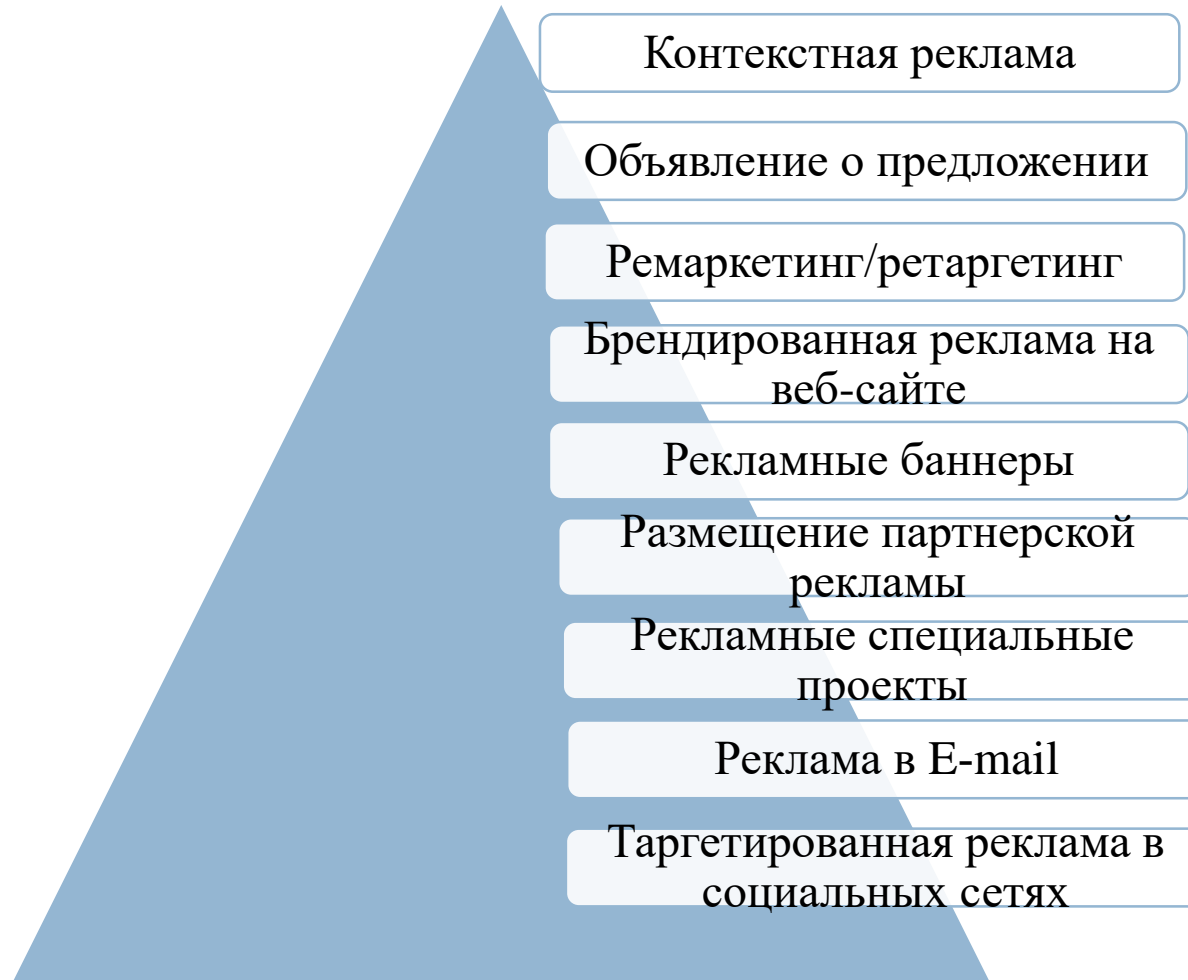 Контекстная реклама
Объявление о предложении
Ремаркетинг/ретаргетинг
Брендированная реклама на
веб-сайте
Рекламные баннеры
Размещение партнерской
рекламы
Рекламные специальные
проекты
Реклама в E-mail
Таргетированная реклама в
социальных сетях